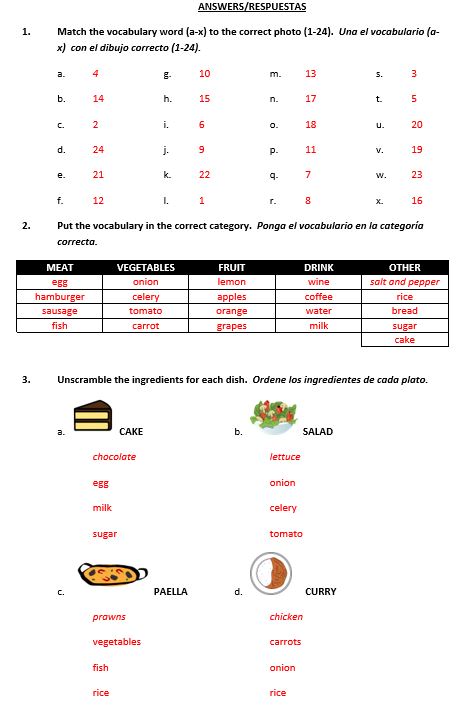 ANSWERS/RESPUESTAS
1. Match the vocabulary word (a-x) to the correct photo (1-24). Una el vocabulario (a-
x) con el dibujo correcto (1-24).
a. 4 g. 10 m. 13 s. 3
b. 14 h. 15 n. 17 t. 5
c. 2 i. 6 o. 18 u. 20
d. 24 j. 9 p. 11 v. 19
e. 21 k. 22 q. 7 w. 23
f. 12 l. 1 r. 8 x. 16
2. Put the vocabulary in the correct category. Ponga el vocabulario en la categoría
correcta.
MEAT VEGETABLES FRUIT DRINK OTHER
egg onion lemon wine salt and pepper
hamburger celery apples coffee rice
sausage tomato orange water bread
fish carrot grapes milk sugar
cake
3. Unscramble the ingredients for each dish. Ordene los ingredientes de cada plato.
a. CAKE b. SALAD
chocolate lettuce
egg onion
milk celery
sugar tomato
c. PAELLA d. CURRY
prawns chicken
vegetables carrots
fish onion
rice rice